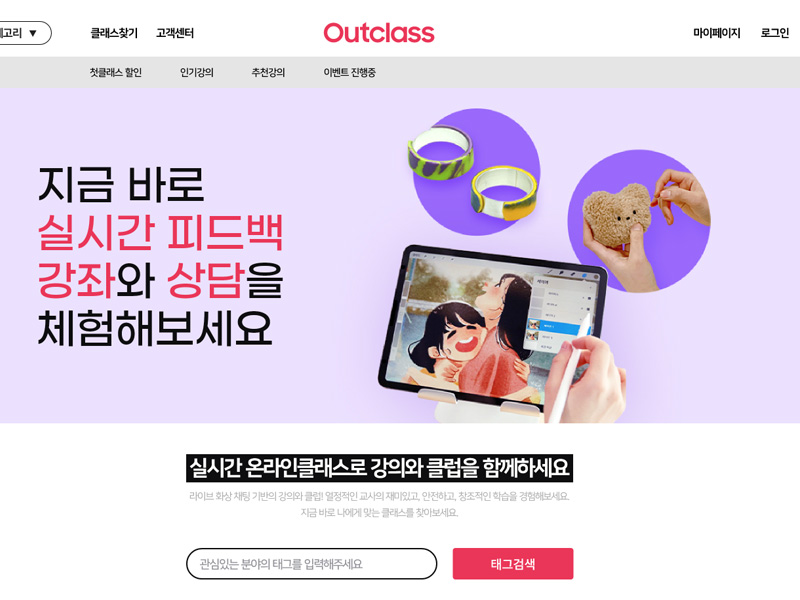 고리 ▼
클래스찾기
고객센터
Outclass
마이페이지
로그인
첫클래스 할인
인기강의
추천강의
이벤트 진행중
지금 바로
실시간 피드백
강좌와 상담을
체험해보세요
실시간 온라인클래스로 강의와 클럽을 함께하세요
라이브 화상 채팅 기반의 강의와 클럽! 열정적인 교사의 재미있고, 안전하고, 창조적인 학습을 경험해보세요.
지금 바로 나에게 맞는 클래스를 찾아보세요.
관심있는 분야의 태그를 입력해주세요
태그검색